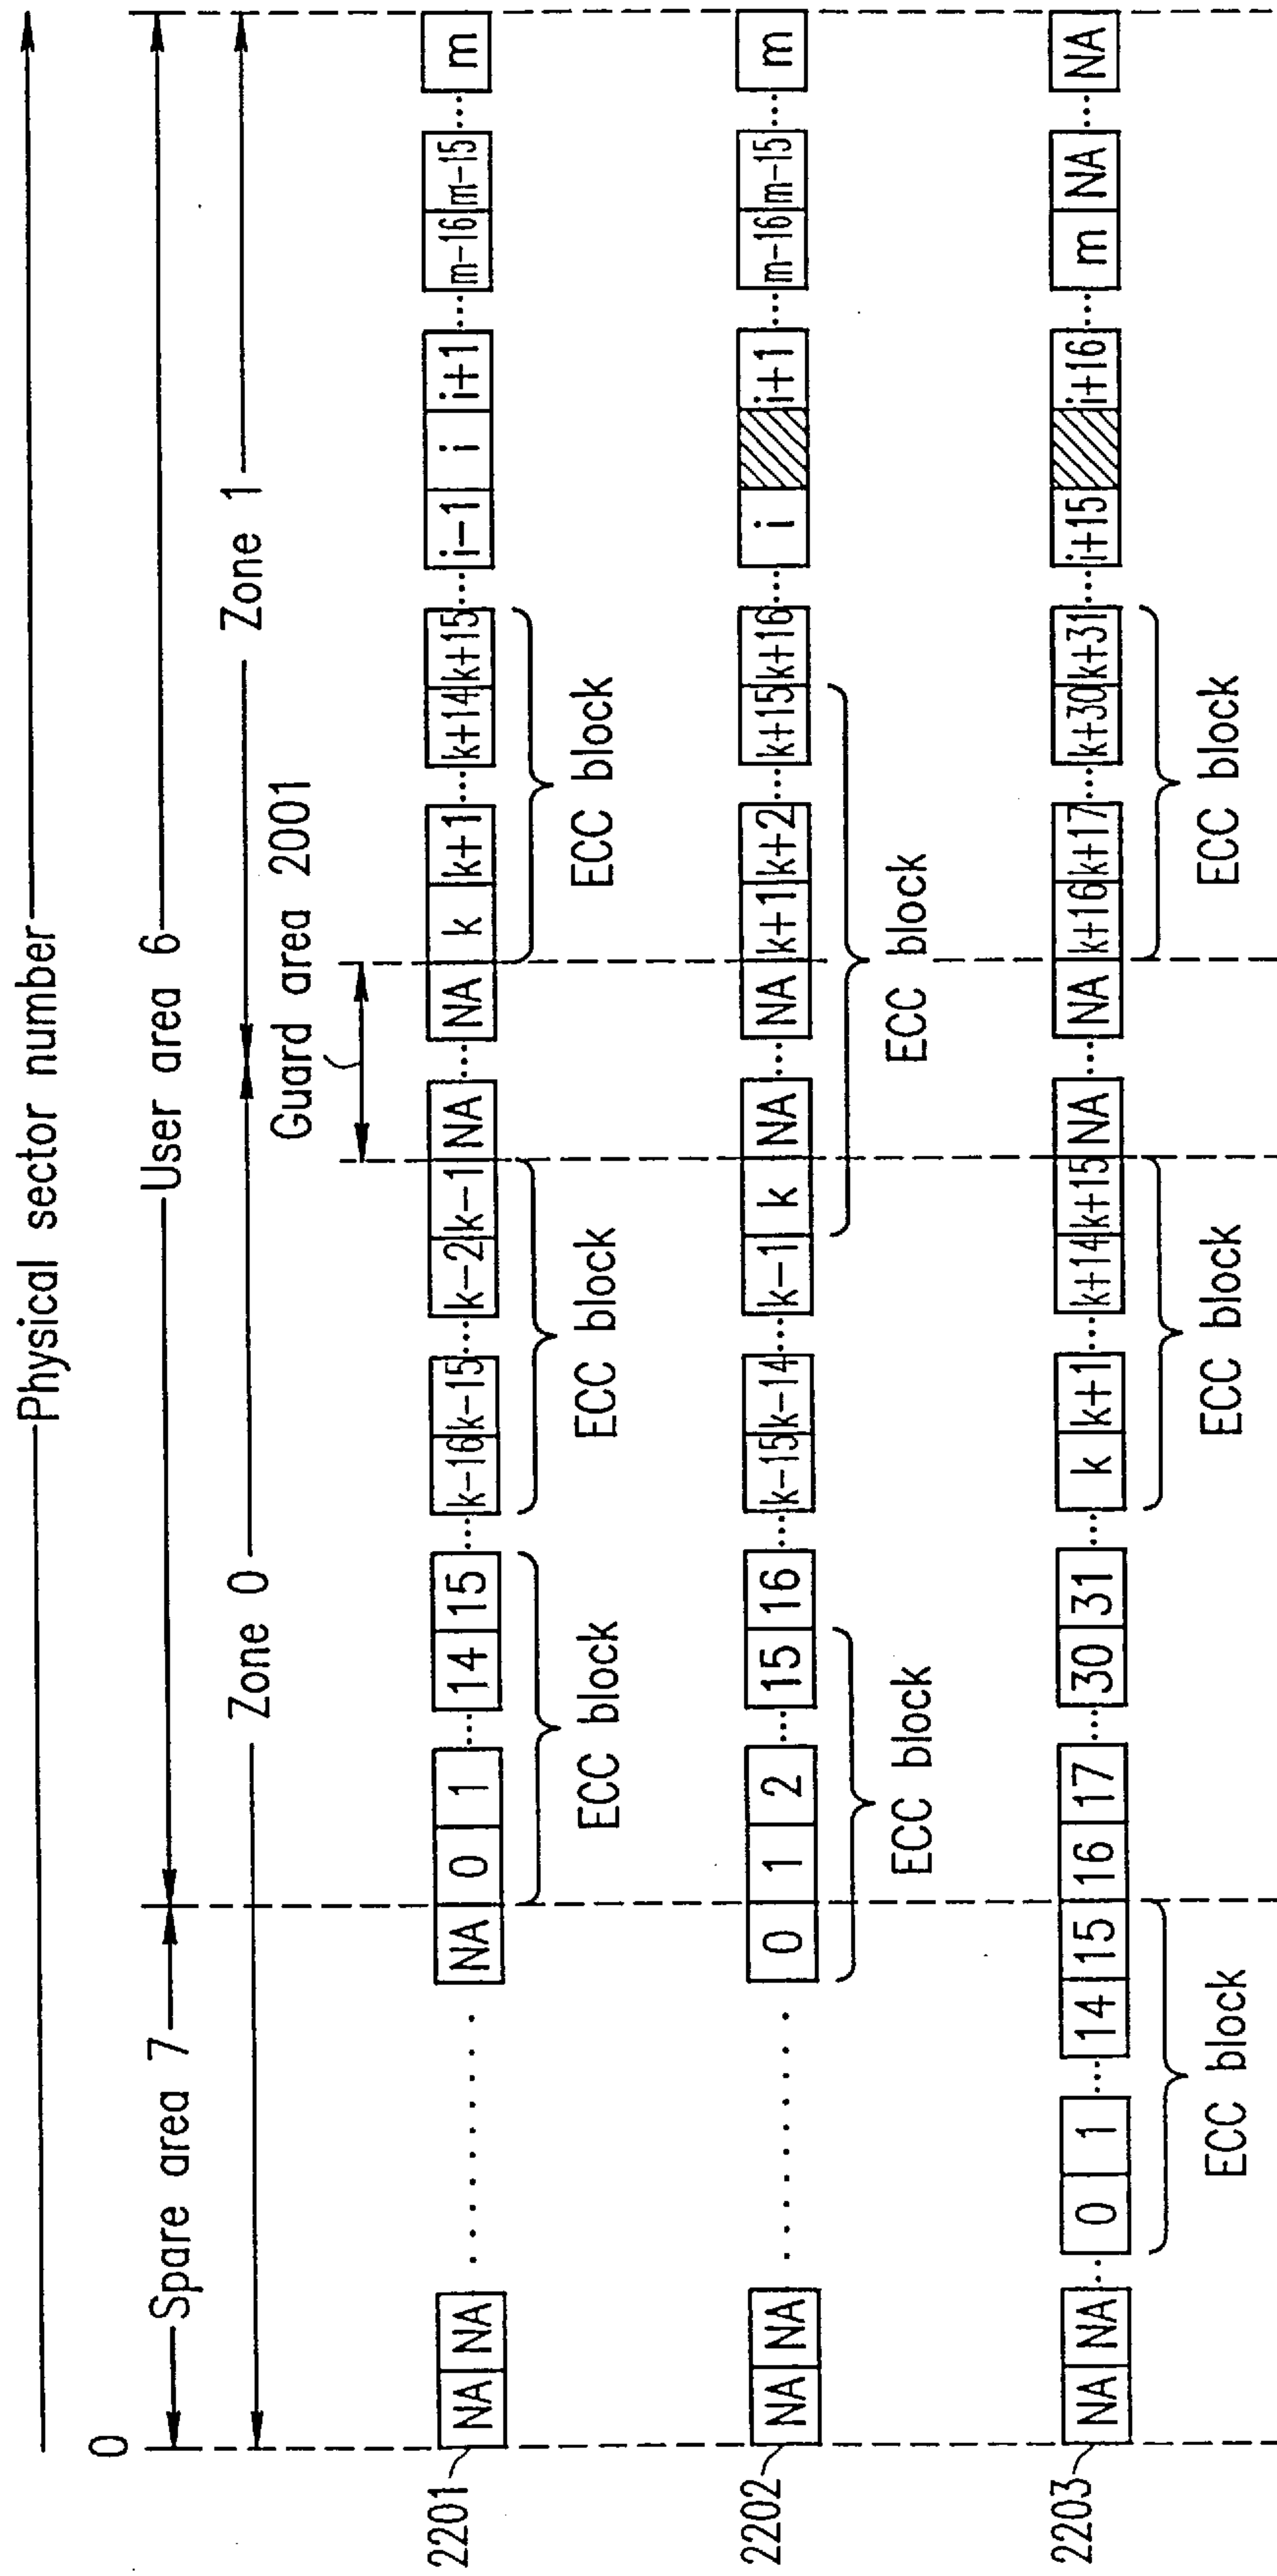 Physical sector number
0
Spare area 7 User area 6
Zone 0 Zone 1
Guard area 2001
2201 NA NA NA 0 1 14 15 k-16 k-15 k-2 k-1 NA NA k k+1 k+14 k+15 i-1 i i+1 m-16 m-15 m
ECC block ECC block ECC block
2202 NA NA 0 1 2 15 16 k-15 k-14 k-1 k NA NA k+1 k+2 k+15 k+16 i i+1 m-16 m-15 m
ECC block ECC block
2203 NA NA 0 1 14 15 16 17 30 31 k k+1 k+14 k+15 NA NA k+16 k+17 k+30 k+31 i+15 i+16 m NA NA
ECC block ECC block ECC block